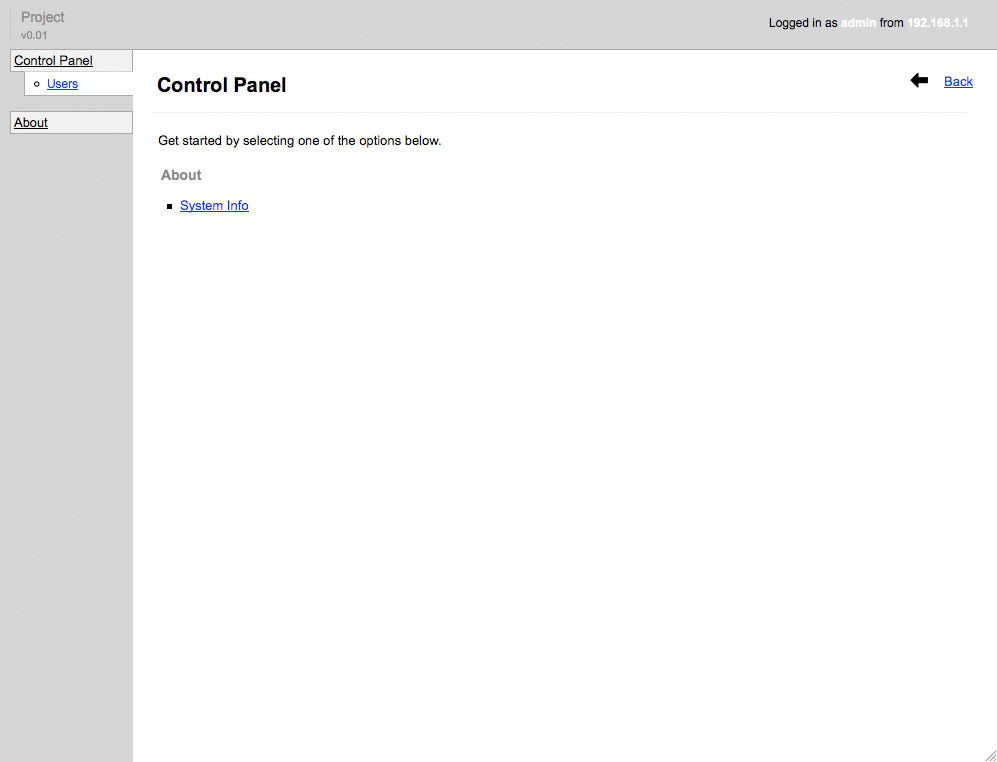 Project
v0.01
Logged in as admin from 192.168.1.1
Control Panel
Users
About
Control Panel
Back
Get started by selecting one of the options below.
About
System Info